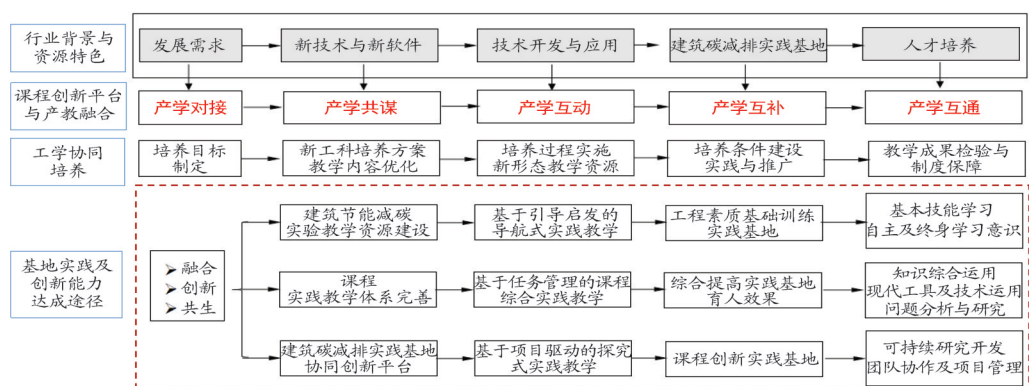 行业背景与
资源特色
发展需求
新技术与新软件
技术开发与应用
建筑碳减排实践基地
人才培养
课程创新平台
与产教融合
产学对接
产学共谋
产学互动
产学互补
产学互通
工学协同
培养
培养目标
制定
新工科培养方案
教学内容优化
培养过程实施
新形态教学资源
培养条件建设
实践与推广
教学成果检验与
制度保障
基地实践及
创新能力
达成途径
融合
创新
共生
建筑节能减碳
实验教学资源建设
基于引导启发的
导航式实践教学
工程素质基础训练
实践基地
基本技能学习
自主及终身学习意识
课程
实践教学体系完善
基于任务管理的课程
综合实践教学
综合提高实践基地
育人效果
知识综合运用
现代工具及技术运用
问题分析与研究
建筑碳减排实践基地
协同创新平台
基于项目驱动的探究
式实践教学
课程创新实践基地
可持续研究开发
团队协作及项目管理